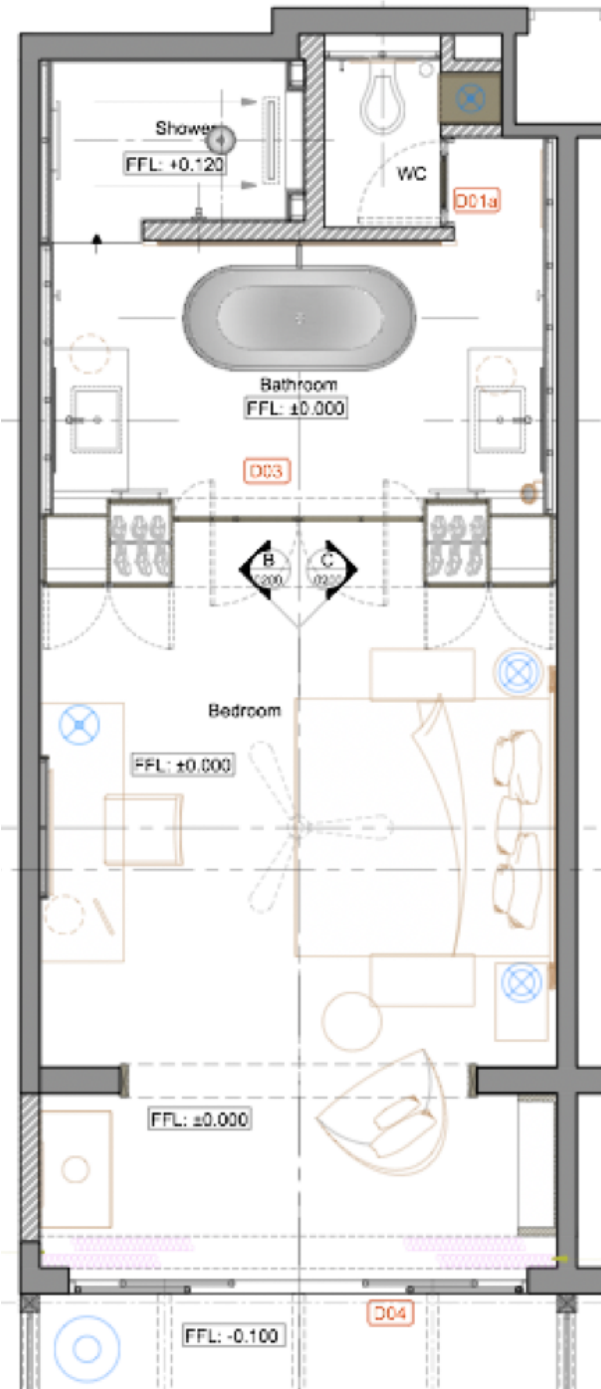 Shower
FFL: +0.120
WC
D01a
Bathroom
FFL: ±0.000
D03
B
C
Bedroom
FFL: ±0.000
FFL: ±0.000
D04
FFL: -0.100